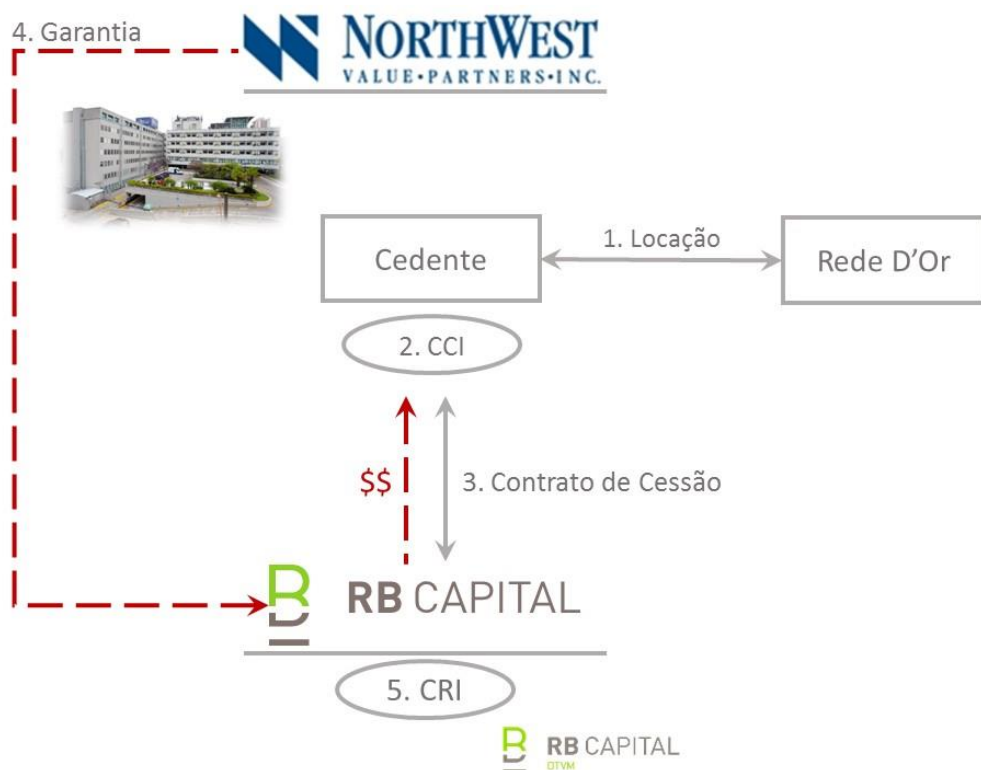 4. Garantia
NORTHWEST
VALUE•PARTNERS•INC.
1. Locação
Cedente
Rede D’Or
2. CCI
$$
3. Contrato de Cessão
RB CAPITAL
5. CRI
RB CAPITAL
DTVM